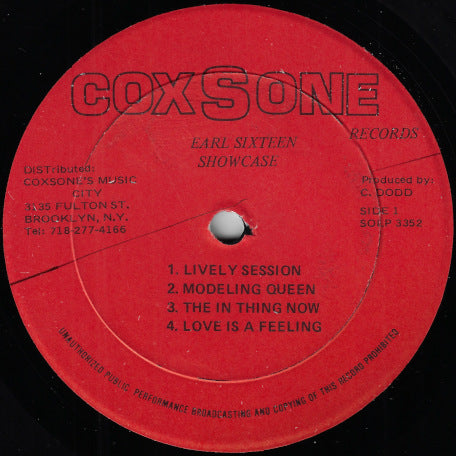 COXSONE
RECORDS
EARL SIXTEEN
SHOWCASE
DISTributed:
COXSONE'S MUSIC
CITY
3135 FULTON ST,
BROOKLYN, N.Y.
Tel: 718-277-4166
Produced by:
C. DODD
SIDE 1
SOLP 3352
1. LIVELY SESSION
2. MODELING QUEEN
3. THE IN THING NOW
4. LOVE IS A FEELING
UNAUTHORIZED PUBLIC, PERFORMANCE BROADCASTING AND COPYING OF THIS RECORD PROHIBITED